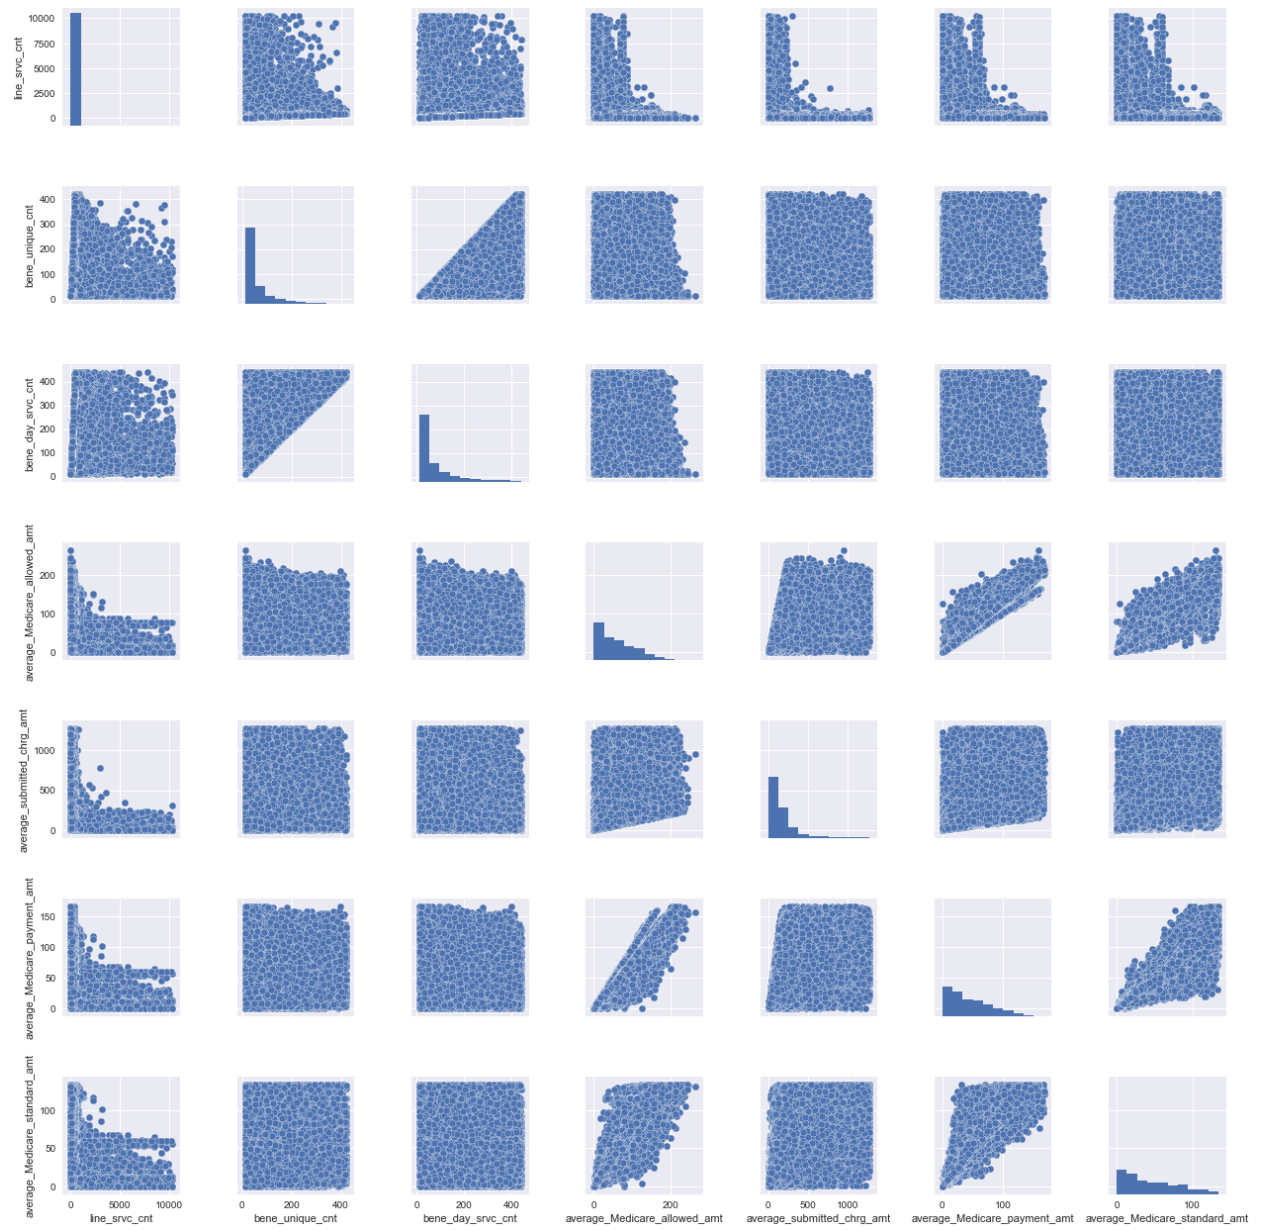 line_srvc_cnt
10000
7500
5000
2500
0
bene_unique_cnt
400
300
200
100
0
bene_day_srvc_cnt
400
300
200
100
0
average_Medicare_allowed_amt
200
100
0
average_submitted_chrg_amt
1000
500
0
average_Medicare_payment_amt
150
100
50
0
average_Medicare_standard_amt
100
50
0
0 5000 10000
line_srvc_cnt
0 200 400
bene_unique_cnt
0 200 400
bene_day_srvc_cnt
0 200
average_Medicare_allowed_amt
0 500 1000
average_submitted_chrg_amt
0 100
average_Medicare_payment_amt
0 100
average_Medicare_standard_amt